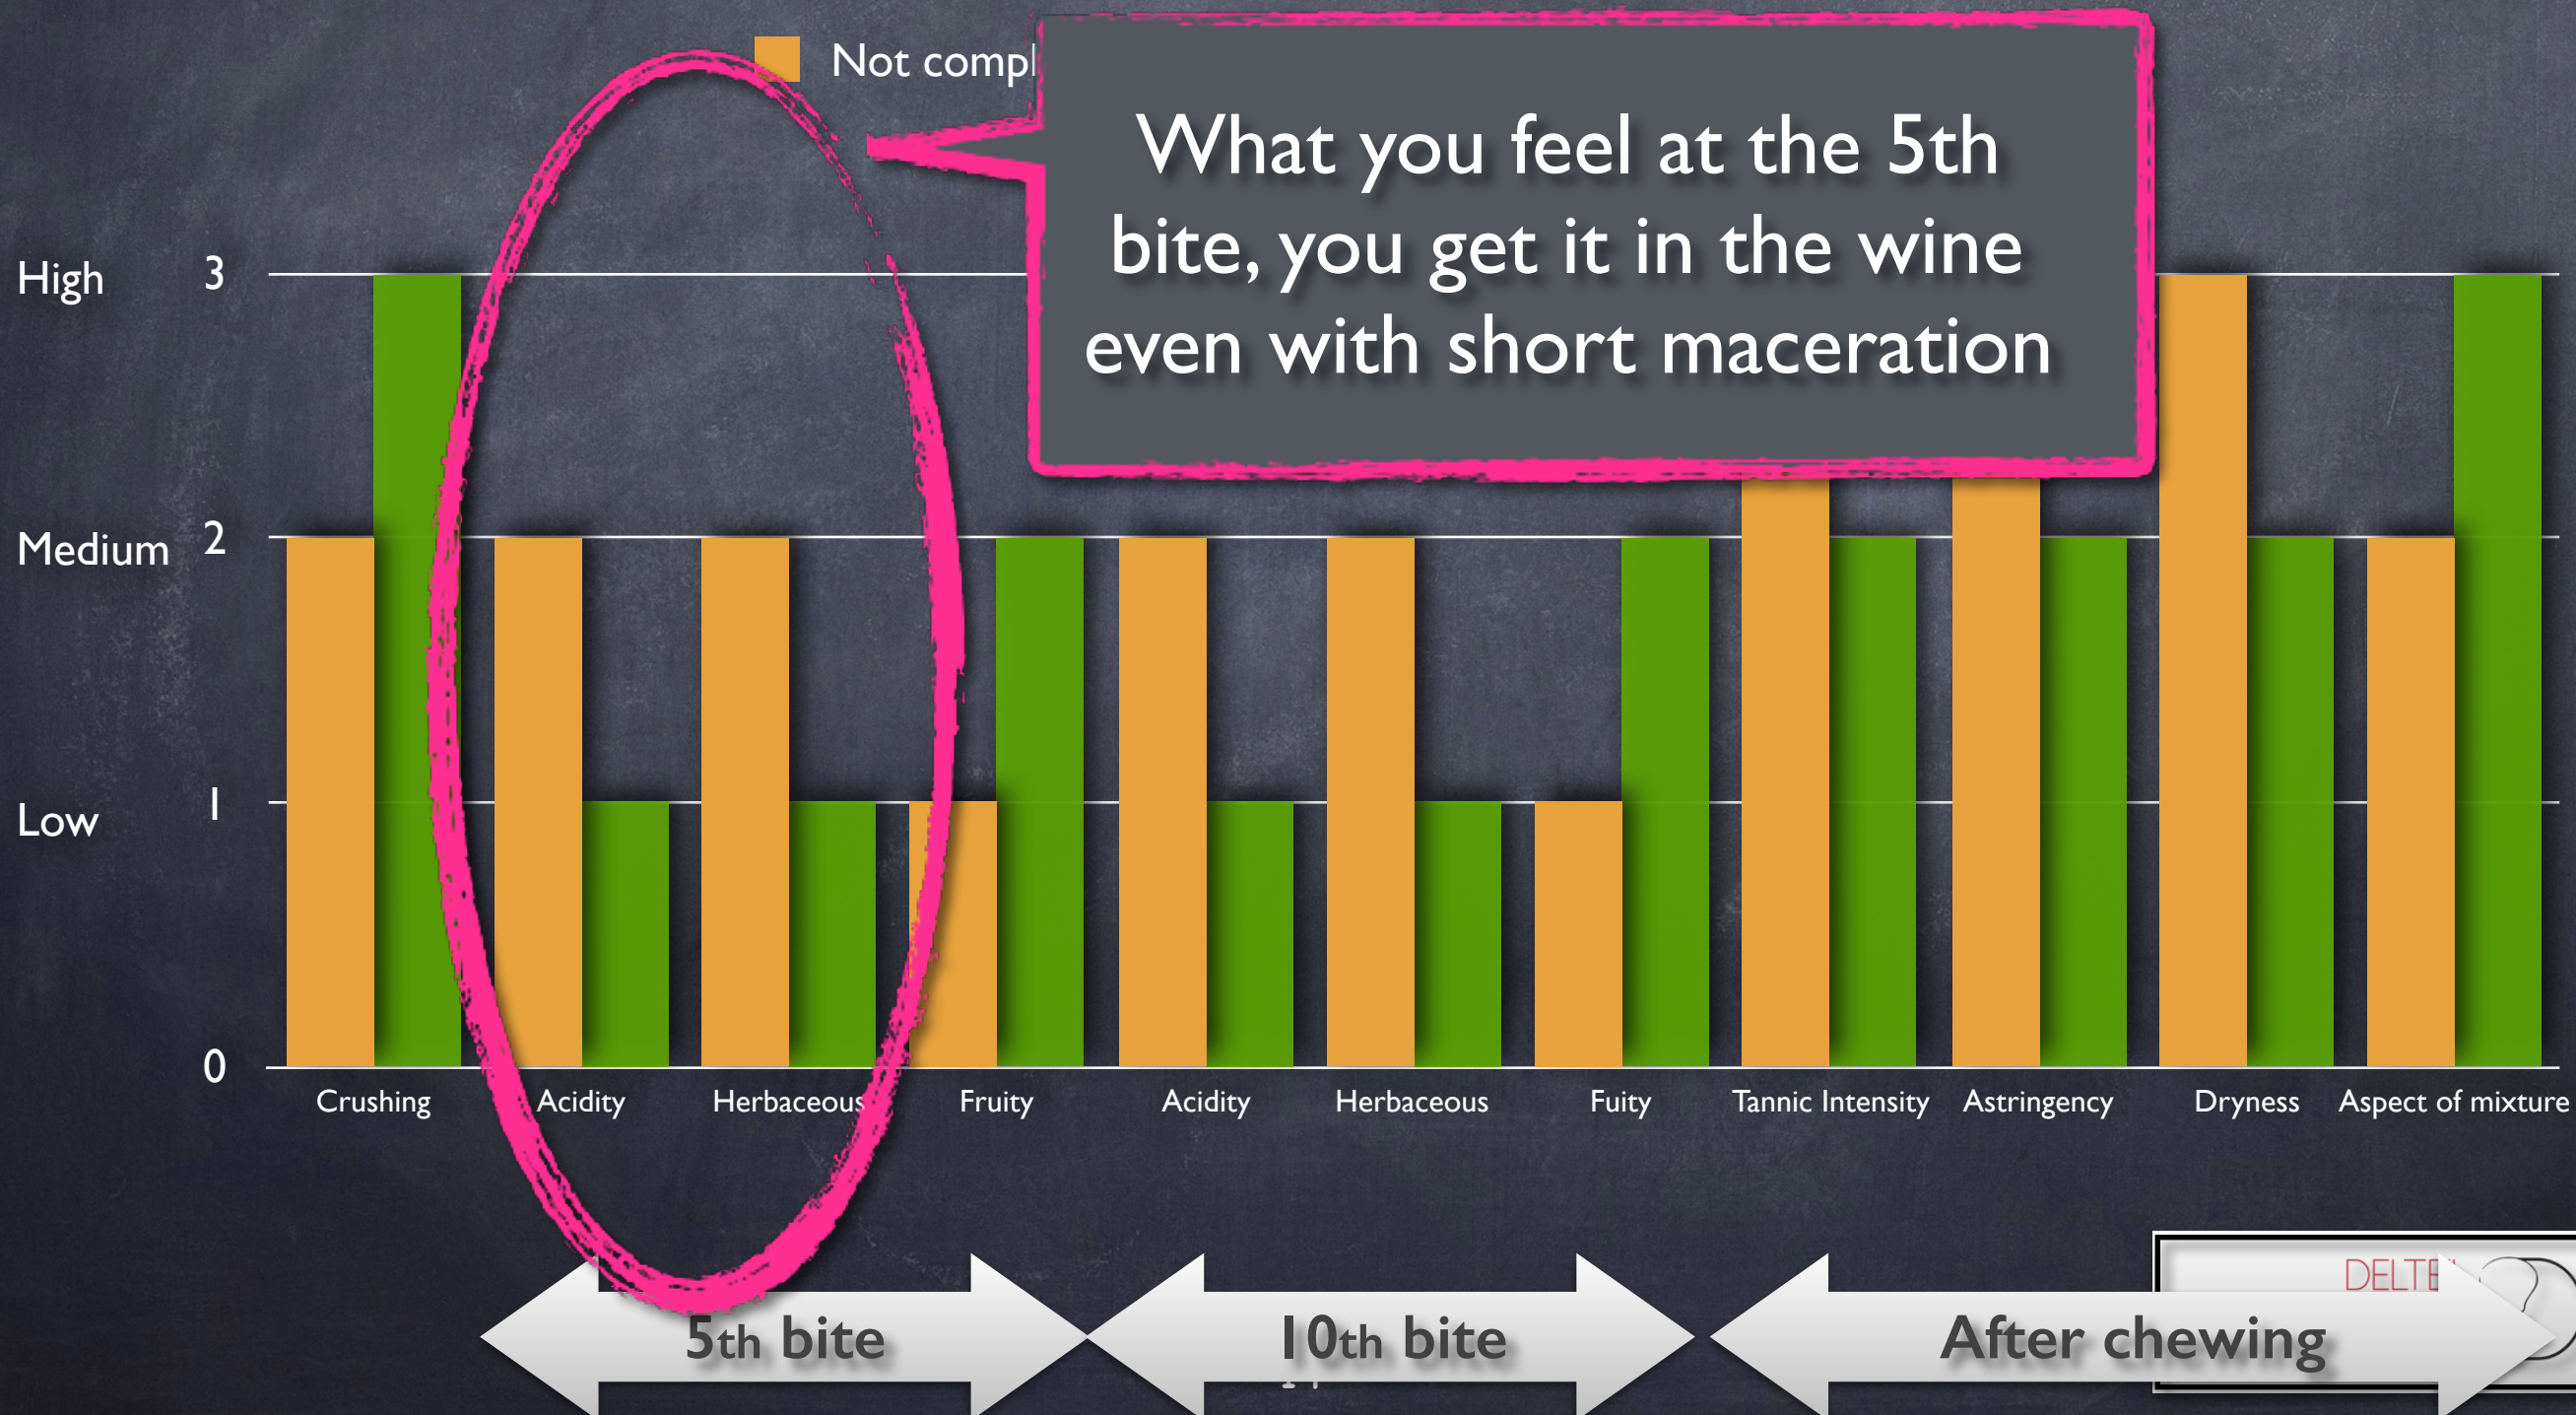 Not compl
What you feel at the 5th
bite, you get it in the wine
even with short maceration
High 3
Medium 2
Low 1
0
Crushing Acidity Herbaceous Fruity Acidity Herbaceous Fuity Tannic Intensity Astringency Dryness Aspect of mixture
DELTE
5th bite 10th bite After chewing